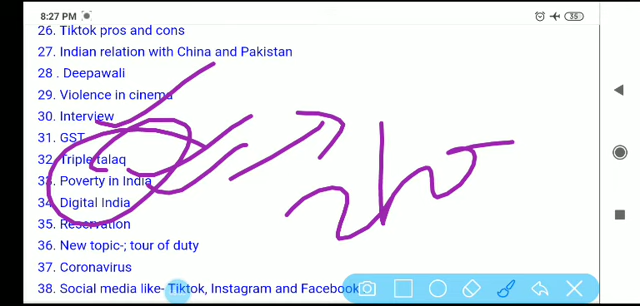 8:27 PM
35
26. Tiktok pros and cons
27. Indian relation with China and Pakistan
28 . Deepawali
29. Violence in cinema
30. Interview
31. GST
32. Triple talaq
33. Poverty in India
34. Digital India
35. Reservation
36. New topic-; tour of duty
37. Coronavirus
38. Social media like- Tiktok, Instagram and Facebook